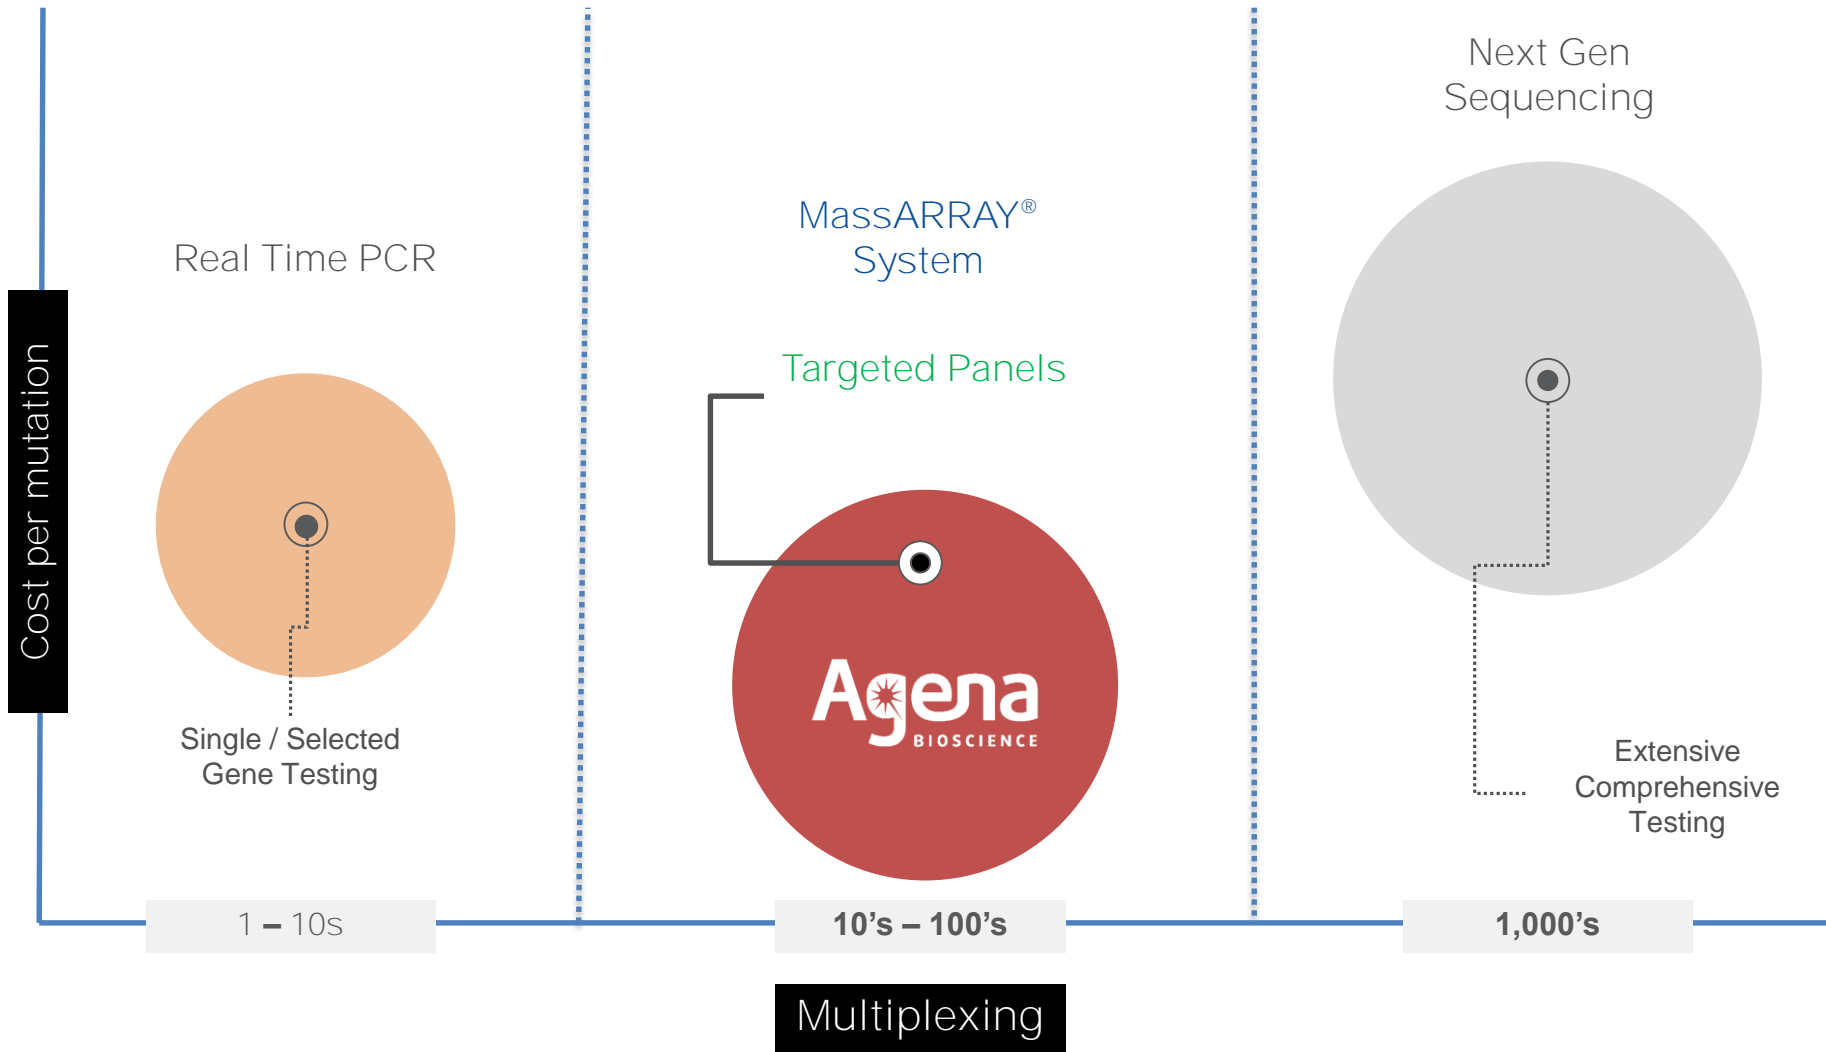 Cost per mutation
Real Time PCR
Single / Selected
Gene Testing
1 – 10s
MassARRAY®
System
Targeted Panels
Agena
BIOSCIENCE
10’s – 100’s
Next Gen
Sequencing
Extensive
Comprehensive
Testing
1,000’s
Multiplexing